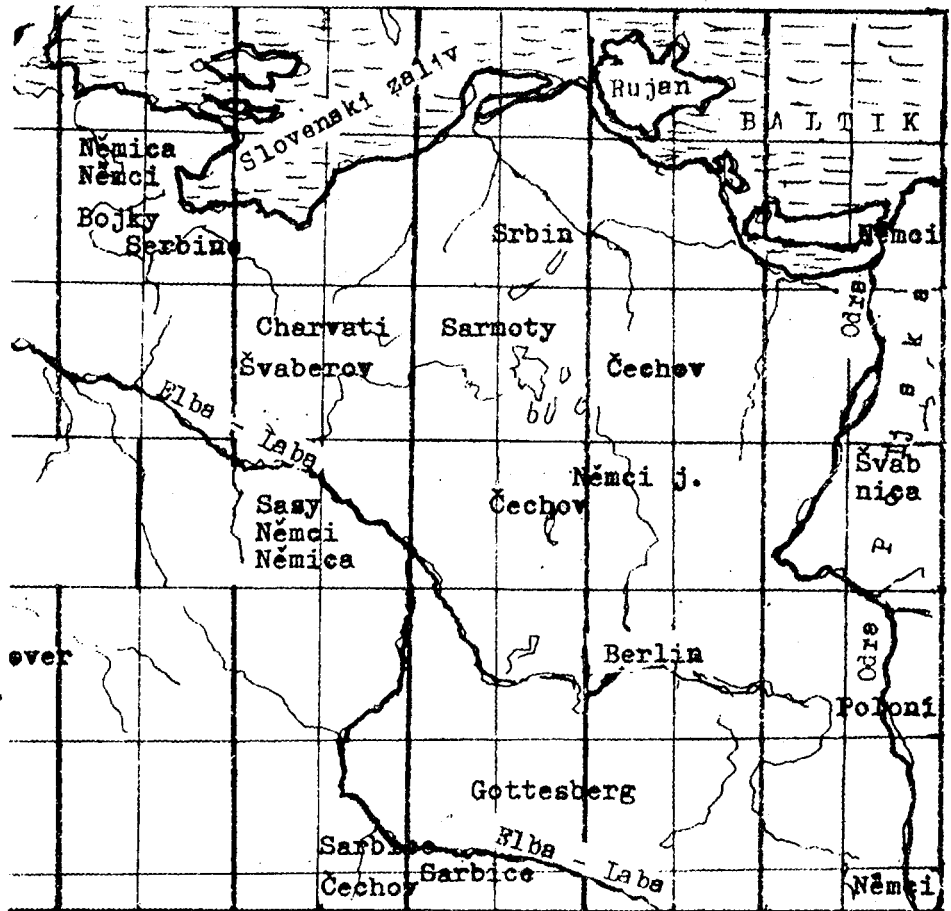 Slovenski zaliv
Rujan
BALTIK
Němica
Němci
Bojky
Serbine
Srbin
Němci
Odra
Charvati
Švaberov
Sarmoty
Čechov
Elba - Laba
Němci j.
Čechov
Sasy
Němci
Němica
Švab
nica
Odra
over
Berlin
Poloni
Gottesberg
Sarbice
Čechov
Sarbice
Elba - Laba
Němci